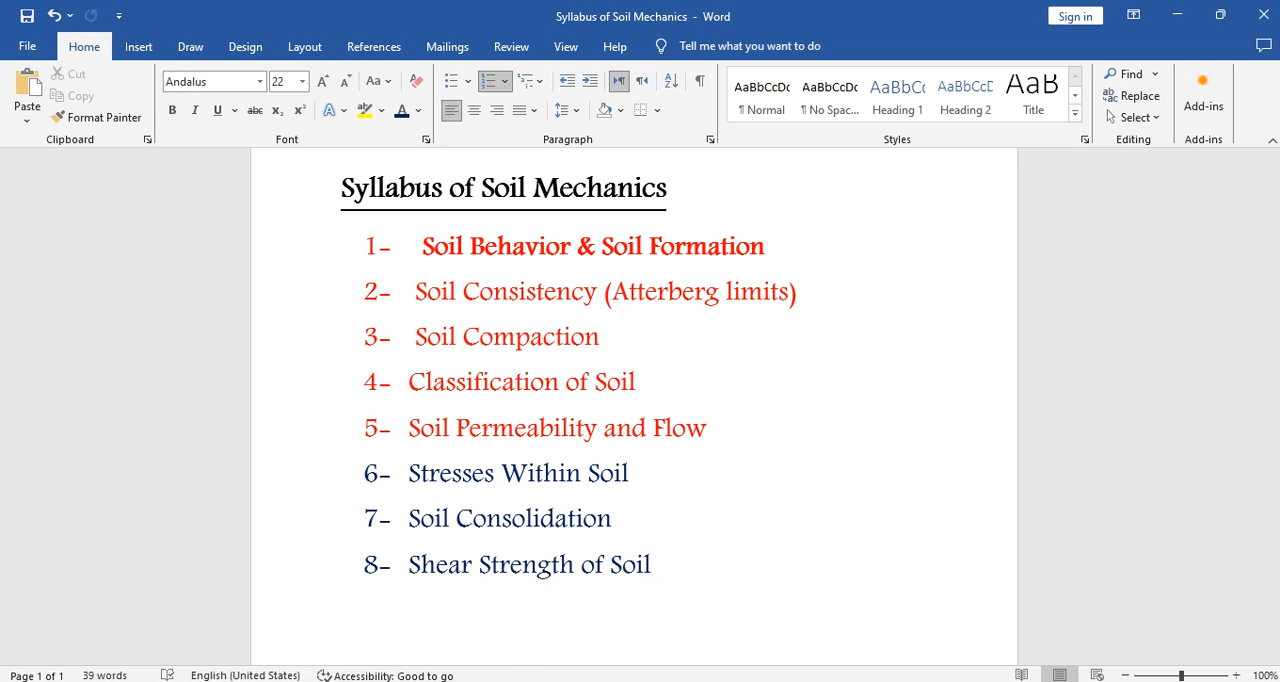 Syllabus of Soil Mechanics - Word
Sign in
File Home Insert Draw Design Layout References Mailings Review View Help Tell me what you want to do
Paste
Cut
Copy
Format Painter
Clipboard
Andalus 22
Font
Paragraph
AaBbCcDc AaBbCcDc AaBbC AaBbCcD AaB
¶ Normal ¶ No Spac... Heading 1 Heading 2 Title
Styles
Find
Replace
Select
Editing
Add-ins
Add-ins
Syllabus of Soil Mechanics
1- Soil Behavior & Soil Formation
2- Soil Consistency (Atterberg limits)
3- Soil Compaction
4- Classification of Soil
5- Soil Permeability and Flow
6- Stresses Within Soil
7- Soil Consolidation
8- Shear Strength of Soil
Page 1 of 1 39 words English (United States) Accessibility: Good to go 100%